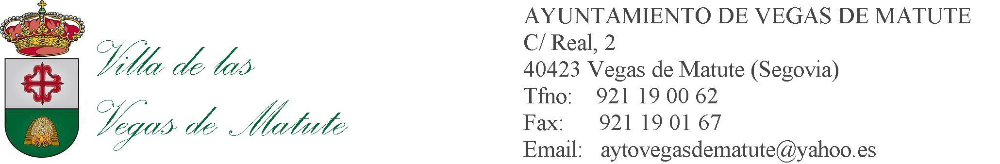 Villa de las
Vegas de Matute
AYUNTAMIENTO DE VEGAS DE MATUTE
C/ Real, 2
40423 Vegas de Matute (Segovia)
Tfno: 921 19 00 62
Fax: 921 19 01 67
Email: aytovegasdematute@yahoo.es